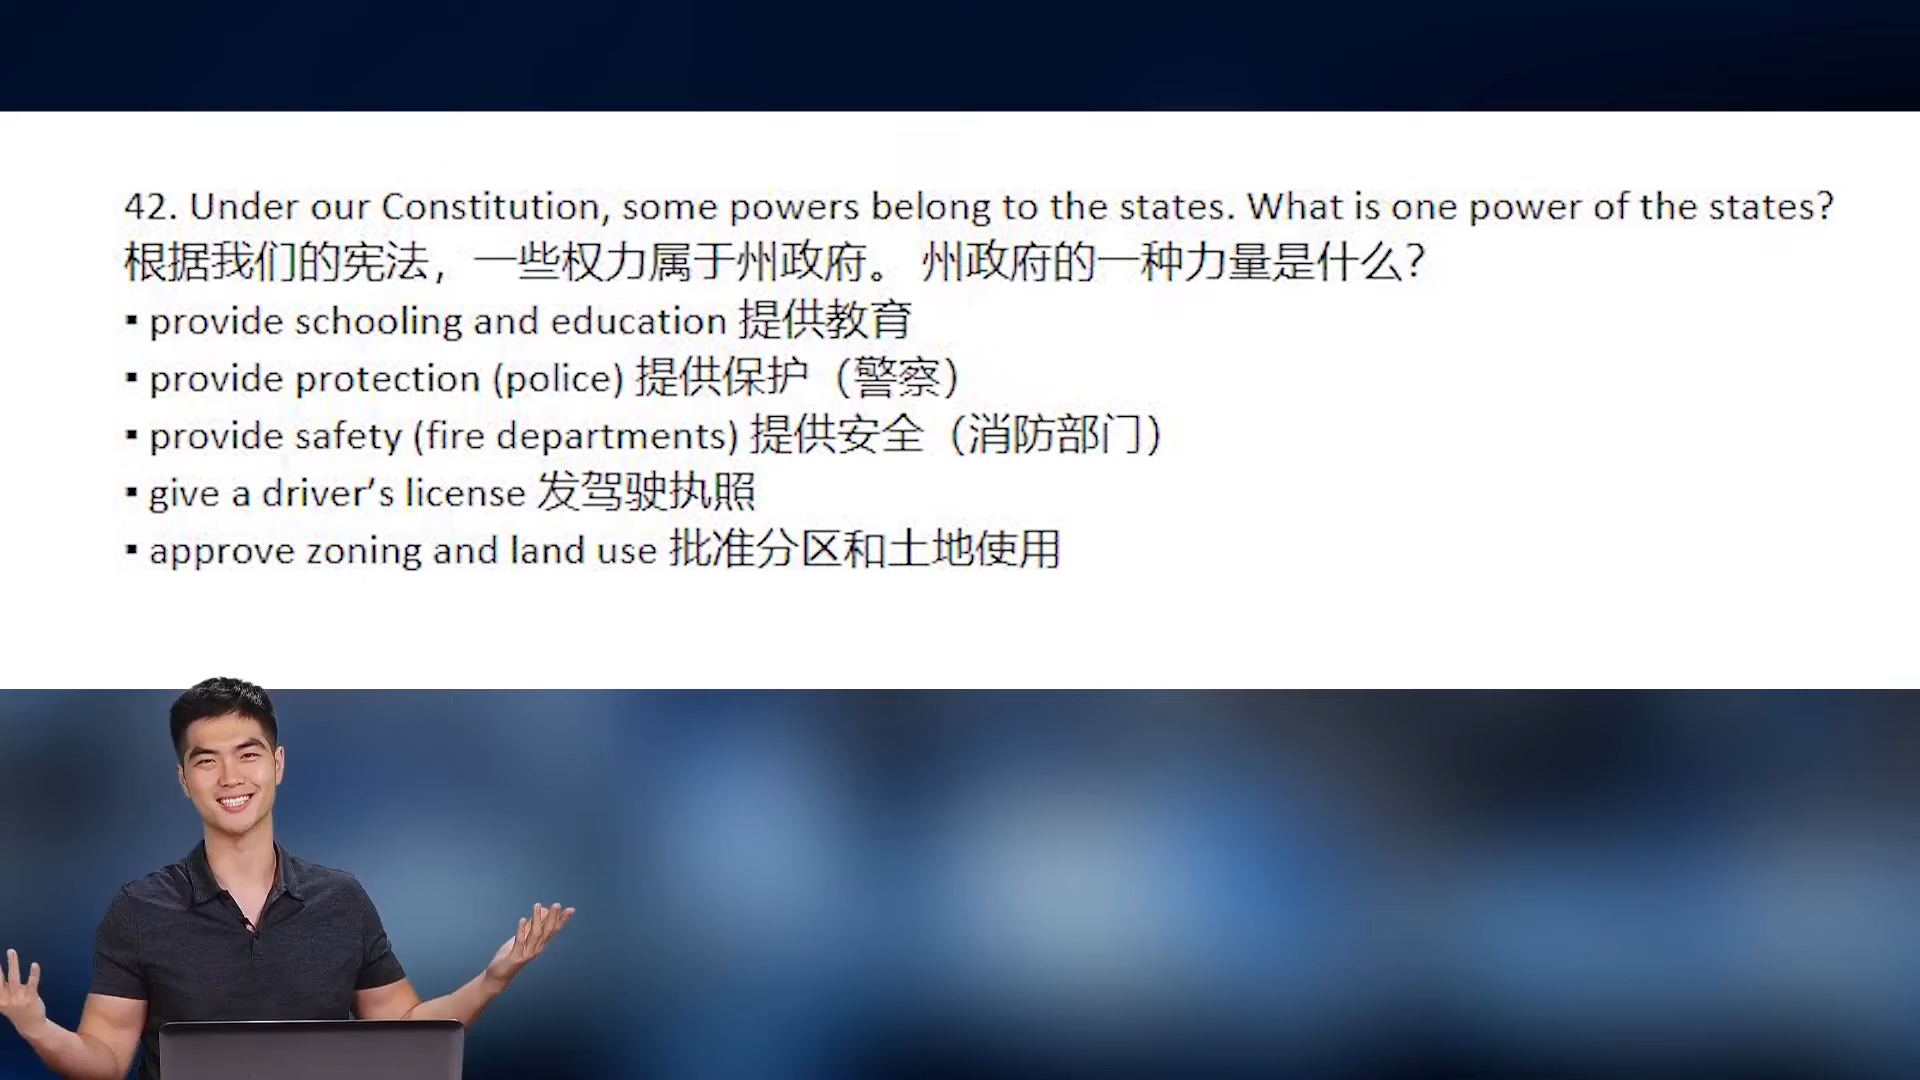 42. Under our Constitution, some powers belong to the states. What is one power of the states?
根据我们的宪法，一些权力属于州政府。 州政府的一种力量是什么？
▪ provide schooling and education 提供教育
▪ provide protection (police) 提供保护（警察）
▪ provide safety (fire departments) 提供安全（消防部门）
▪ give a driver’s license 发驾驶执照
▪ approve zoning and land use 批准分区和土地使用